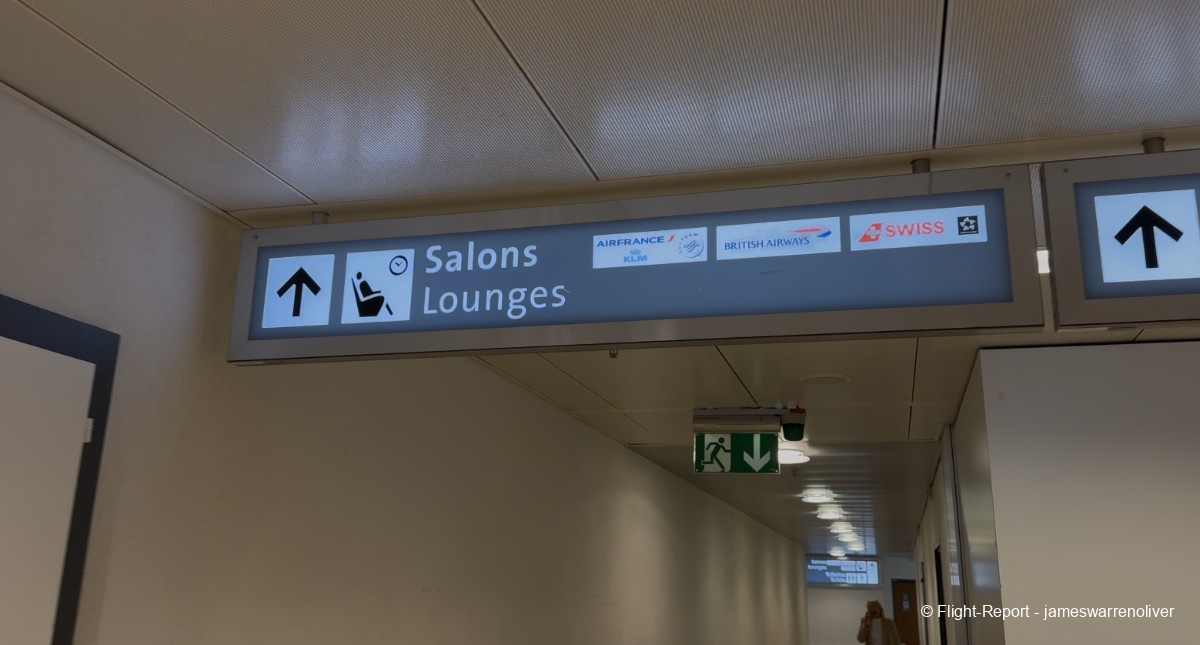 Salons
Lounges
AIRFRANCE
KLM
BRITISH AIRWAYS
SWISS
© Flight-Report - jameswarrenoliver